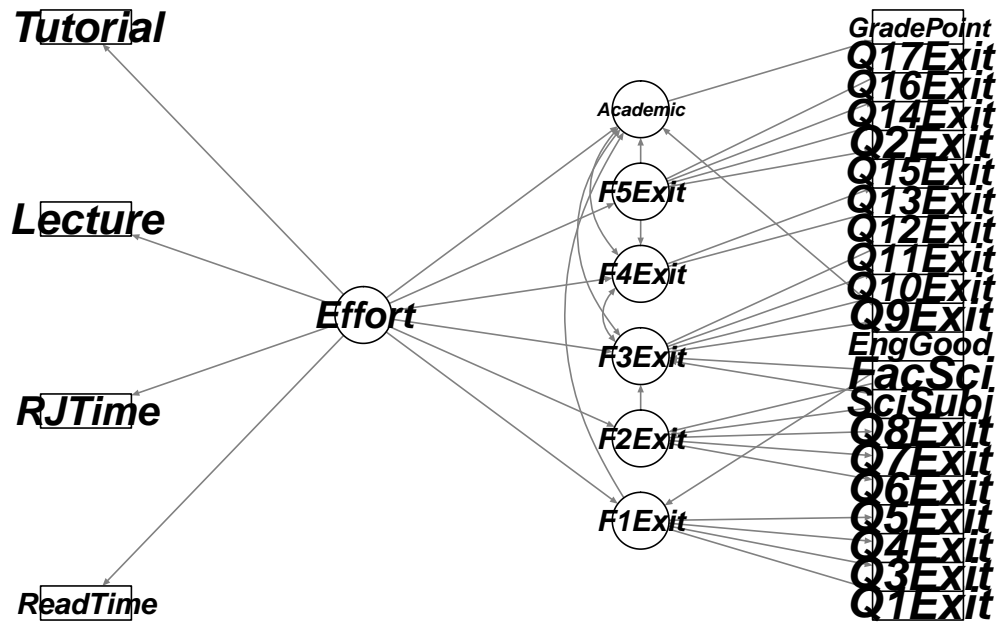 Tutorial
Lecture
RJTime
ReadTime
Effort
Academic
F5Exit
F4Exit
F3Exit
F2Exit
F1Exit
GradePoint
Q17Exit
Q16Exit
Q14Exit
Q2Exit
Q15Exit
Q13Exit
Q12Exit
Q11Exit
Q10Exit
Q9Exit
EngGood
FacSci
SciSubj
Q8Exit
Q7Exit
Q6Exit
Q5Exit
Q4Exit
Q3Exit
Q1Exit